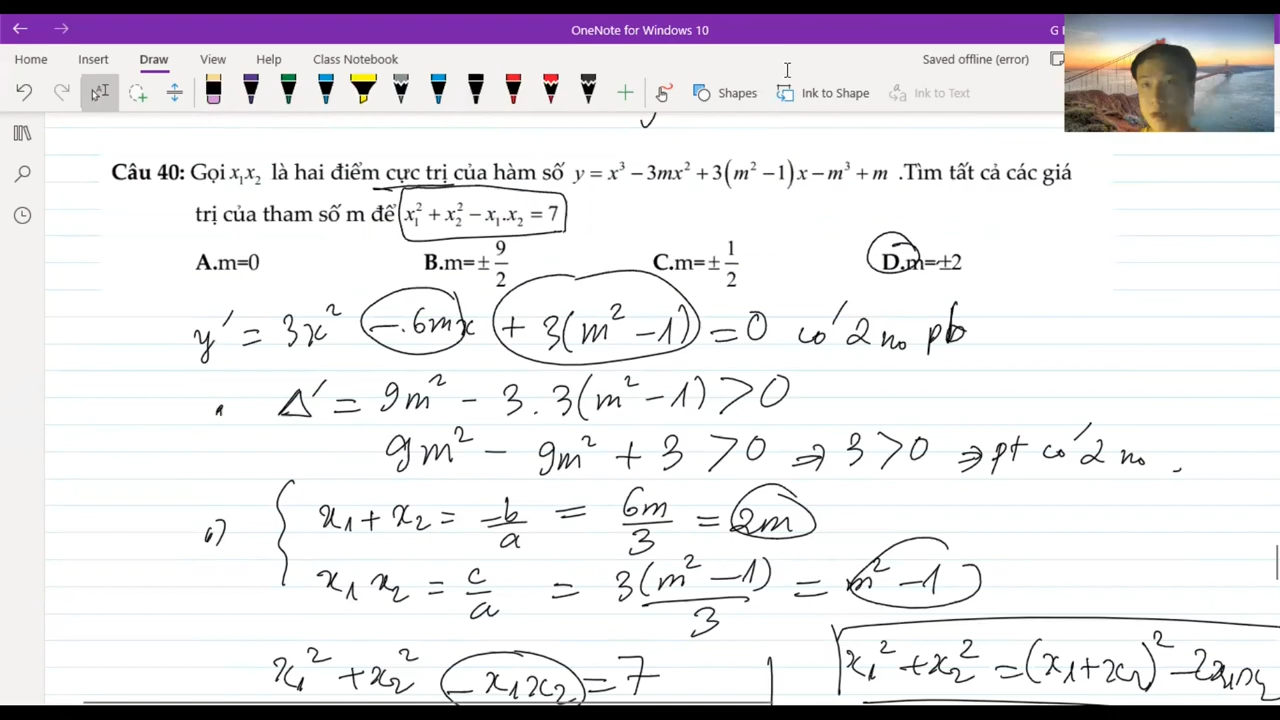 OneNote for Windows 10
G
Home Insert Draw View Help Class Notebook Saved offline (error)
Shapes Ink to Shape Ink to Text
Câu 40: Gọi x₁x₂ là hai điểm cực trị của hàm số y = x³ − 3mx² + 3(m² −1)x − m³ + m .Tìm tất cả các giá
trị của tham số m để x₁² + x₂² − x₁.x₂ = 7
A.m=0 B.m= ± 9/2 C.m= ± 1/2 D.m=±2
y' = 3x² −.6mx + 3(m² −1) = 0 có 2 no pb
Δ' = 9m² − 3.3(m² −1) > 0
9m² − 9m² + 3 > 0 ⇒ 3 > 0 ⇒ pt có 2 no .
x₁ + x₂ = −b/a = 6m/3 = 2m
x₁ x₂ = c/a = 3(m² −1)/3 = m² −1
x₁² + x₂² − x₁x₂ = 7
x₁² + x₂² = (x₁ + x₂)² − 2x₁x₂